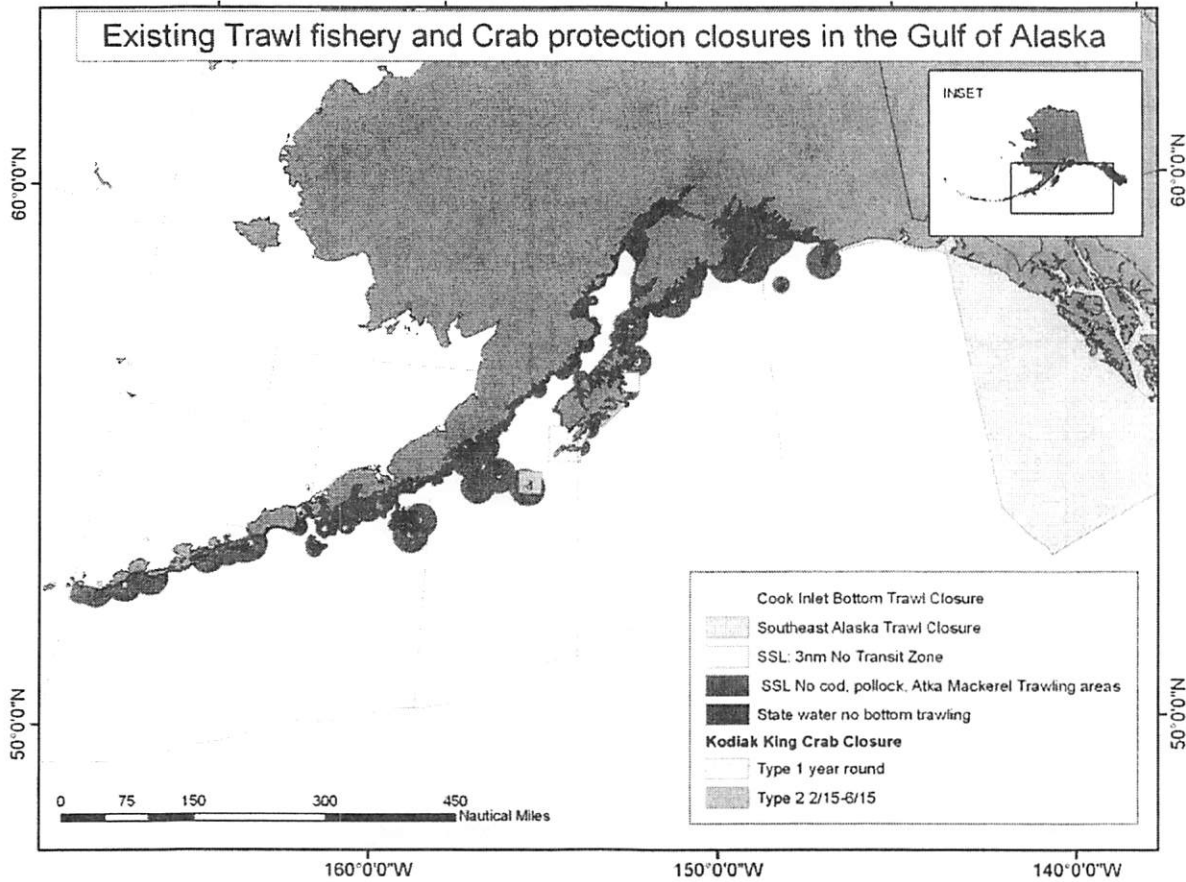 Existing Trawl fishery and Crab protection closures in the Gulf of Alaska
INSET
60°0'0"N
60°0'0"N
50°0'0"N
50°0'0"N
Cook Inlet Bottom Trawl Closure
Southeast Alaska Trawl Closure
SSL: 3nm No Transit Zone
SSL No cod, pollock, Atka Mackerel Trawling areas
State water no bottom trawling
Kodiak King Crab Closure
Type 1 year round
Type 2 2/15-6/15
0 75 150 300 450
Nautical Miles
160°0'0"W 150°0'0"W 140°0'0"W